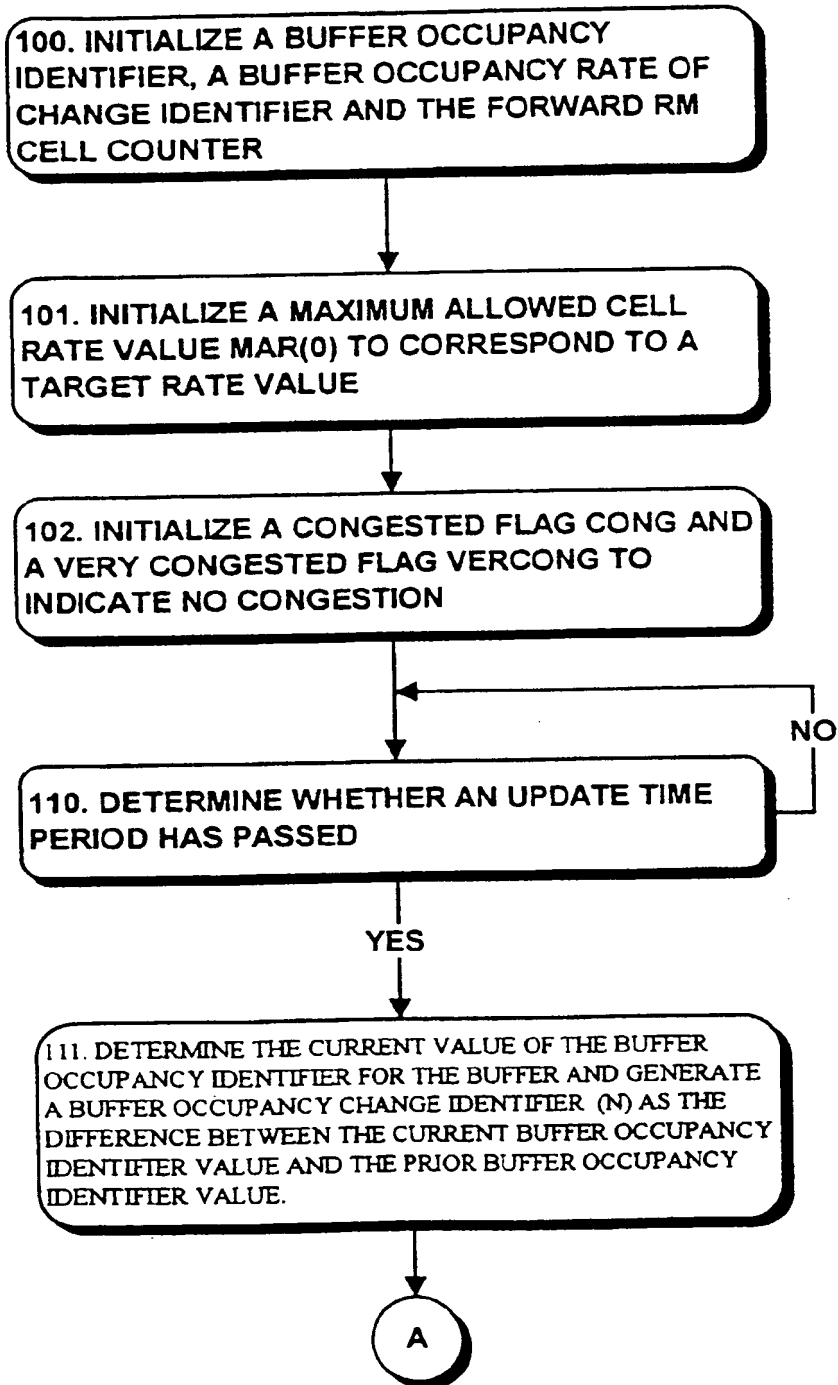 100. INITIALIZE A BUFFER OCCUPANCY
IDENTIFIER, A BUFFER OCCUPANCY RATE OF
CHANGE IDENTIFIER AND THE FORWARD RM
CELL COUNTER
101. INITIALIZE A MAXIMUM ALLOWED CELL
RATE VALUE MAR(0) TO CORRESPOND TO A
TARGET RATE VALUE
102. INITIALIZE A CONGESTED FLAG CONG AND
A VERY CONGESTED FLAG VERCONG TO
INDICATE NO CONGESTION
NO
110. DETERMINE WHETHER AN UPDATE TIME
PERIOD HAS PASSED
YES
111. DETERMINE THE CURRENT VALUE OF THE BUFFER
OCCUPANCY IDENTIFIER FOR THE BUFFER AND GENERATE
A BUFFER OCCUPANCY CHANGE IDENTIFIER (N) AS THE
DIFFERENCE BETWEEN THE CURRENT BUFFER OCCUPANCY
IDENTIFIER VALUE AND THE PRIOR BUFFER OCCUPANCY
IDENTIFIER VALUE.
A